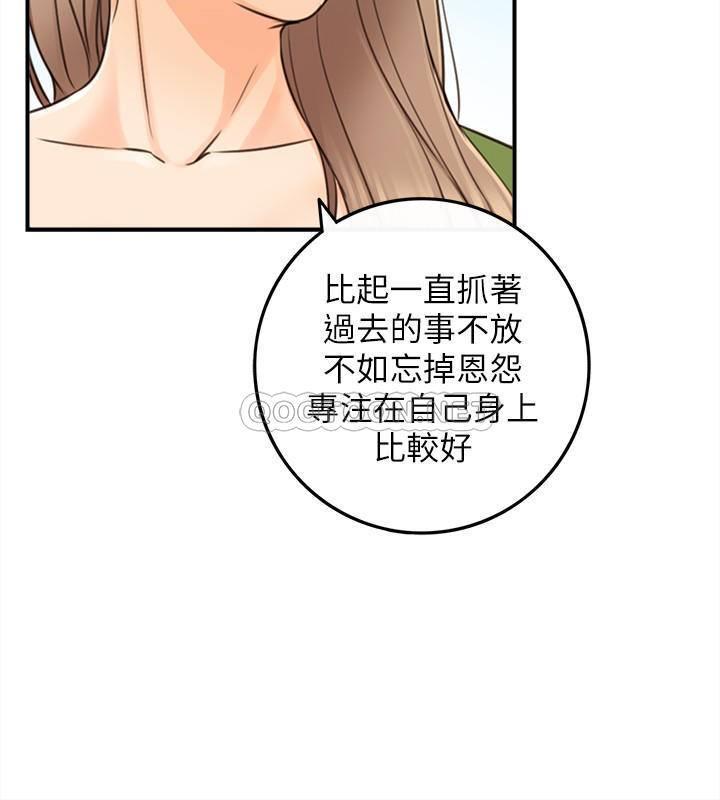 比起一直抓著
過去的事不放
不如忘掉恩怨
專注在自己身上
比較好